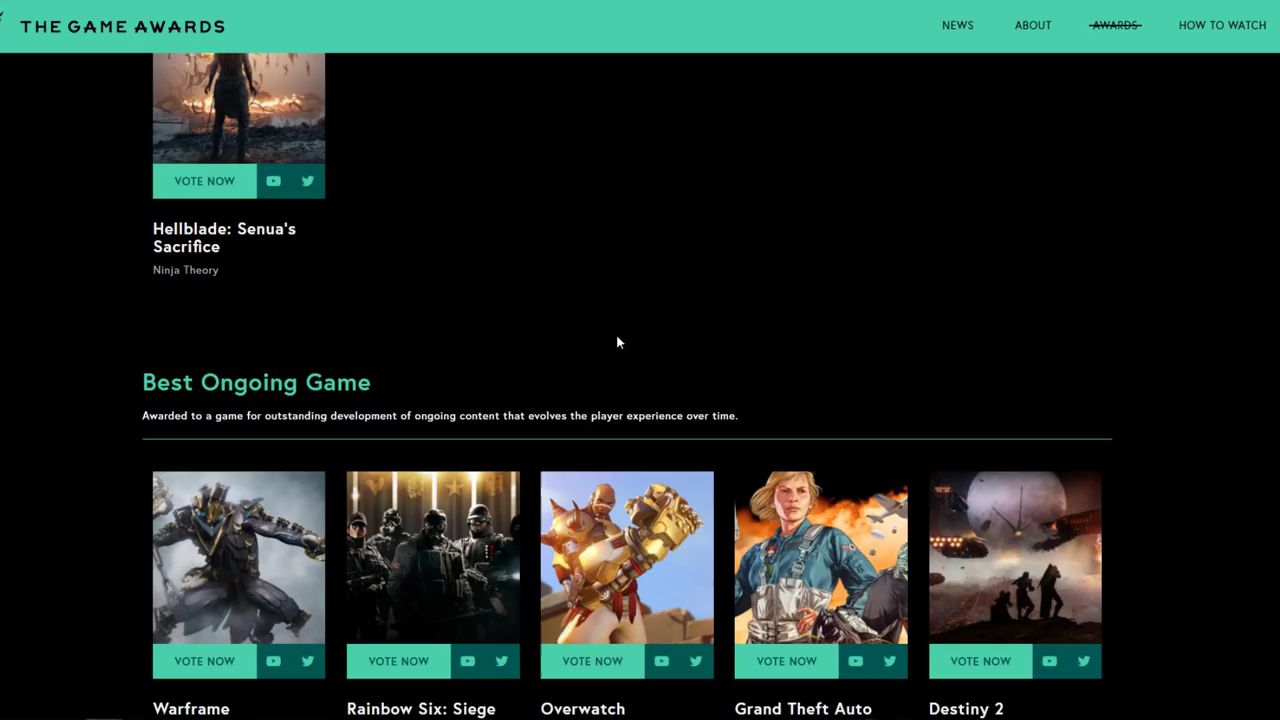 THE GAME AWARDS
NEWS ABOUT AWARDS HOW TO WATCH
VOTE NOW
Hellblade: Senua's
Sacrifice
Ninja Theory
Best Ongoing Game
Awarded to a game for outstanding development of ongoing content that evolves the player experience over time.
VOTE NOW VOTE NOW VOTE NOW VOTE NOW VOTE NOW
Warframe Rainbow Six: Siege Overwatch Grand Theft Auto Destiny 2